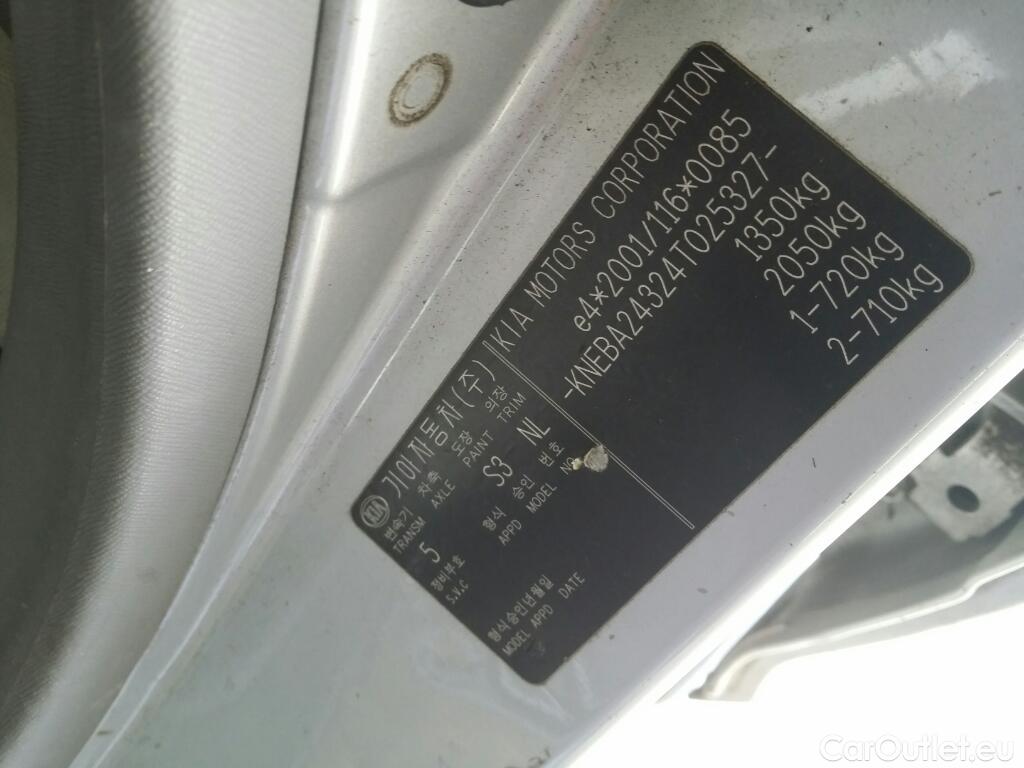 KIA 기아자동차(주) KIA MOTORS CORPORATION
변속기 차축 도장 의장
TRANSM AXLE PAINT TRIM
5 S3 NL
장비부호 형식 승인 번호
S.V.C APPD MODEL NO
형식승인년월일
MODEL APPD DATE
e4*2001/116*0085
-KNEBA24324T025327-
1350kg
2050kg
1-720kg
2-710kg
CarOutlet.eu